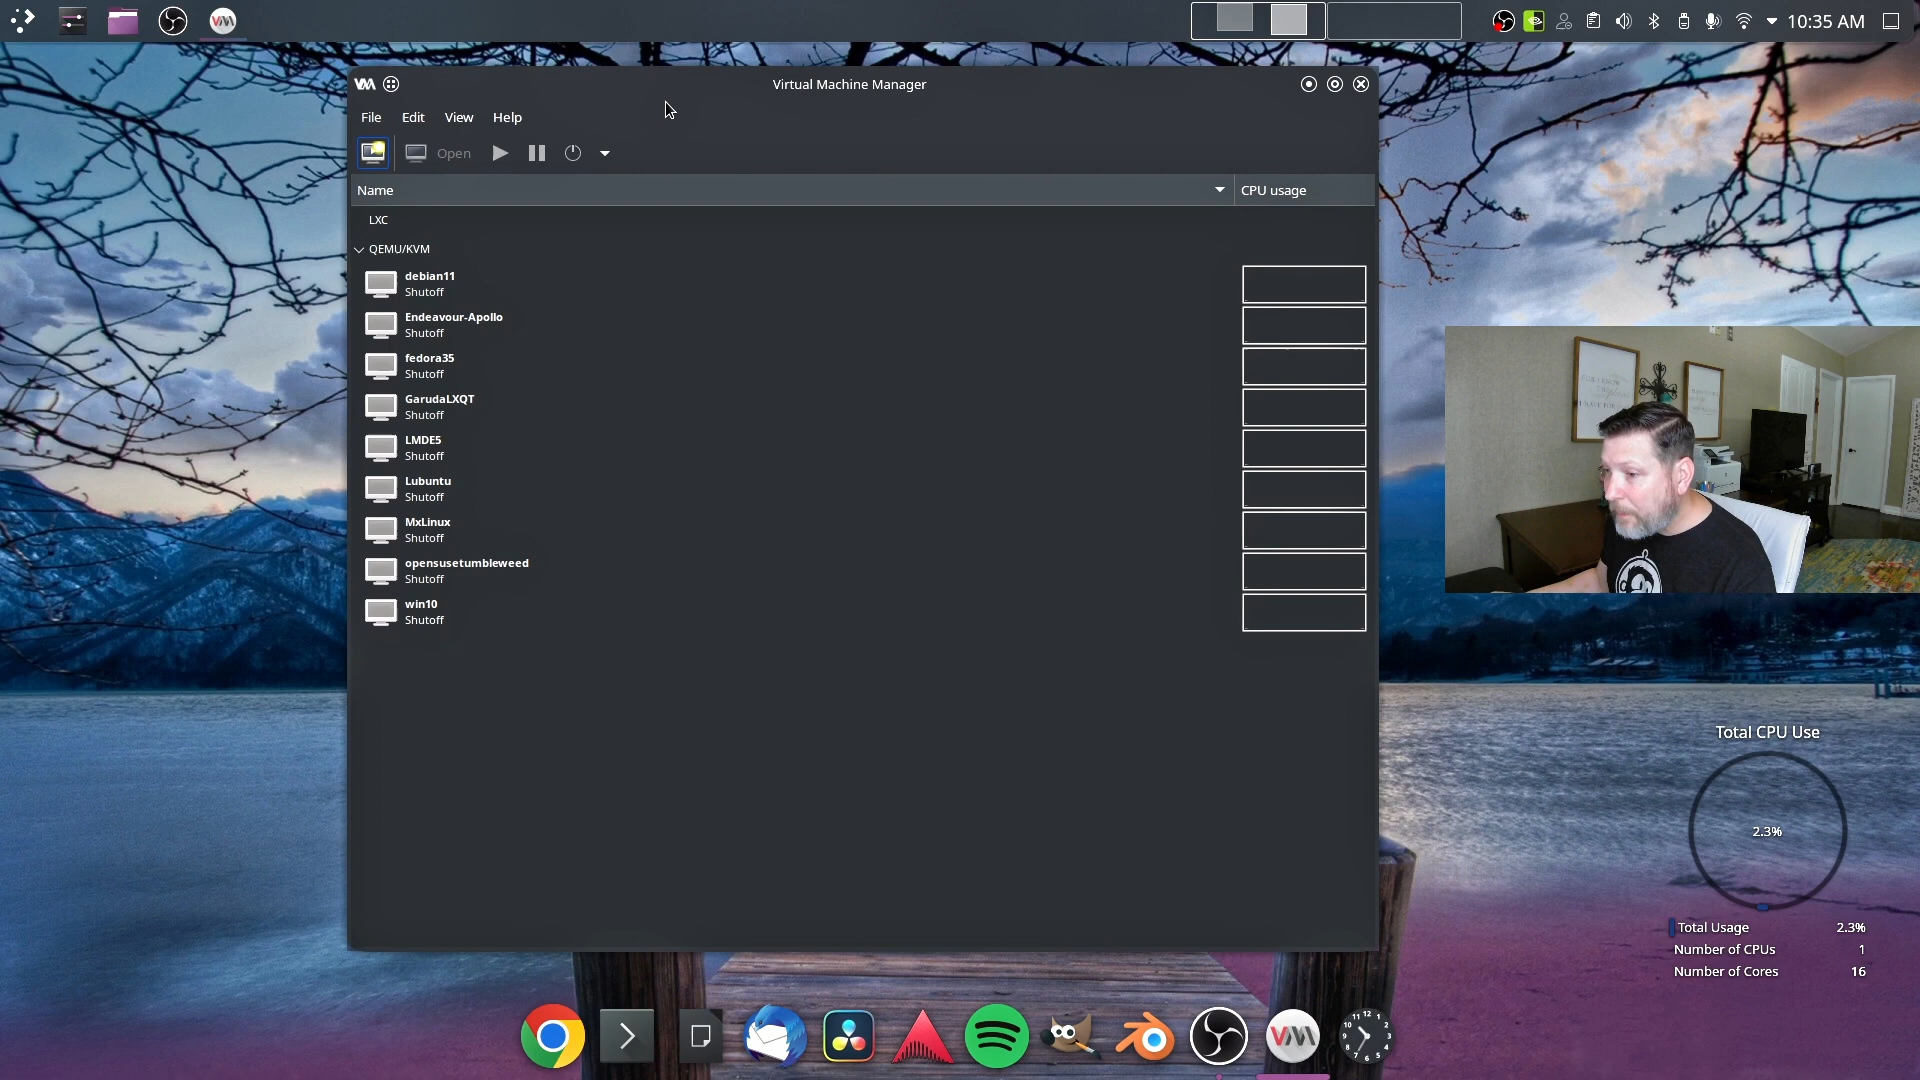 10:35 AM
Virtual Machine Manager
File Edit View Help
Open
Name CPU usage
LXC
QEMU/KVM
debian11
Shutoff
Endeavour-Apollo
Shutoff
fedora35
Shutoff
GarudaLXQT
Shutoff
LMDE5
Shutoff
Lubuntu
Shutoff
MxLinux
Shutoff
opensusetumbleweed
Shutoff
win10
Shutoff
Total CPU Use
2.3%
Total Usage 2.3%
Number of CPUs 1
Number of Cores 16